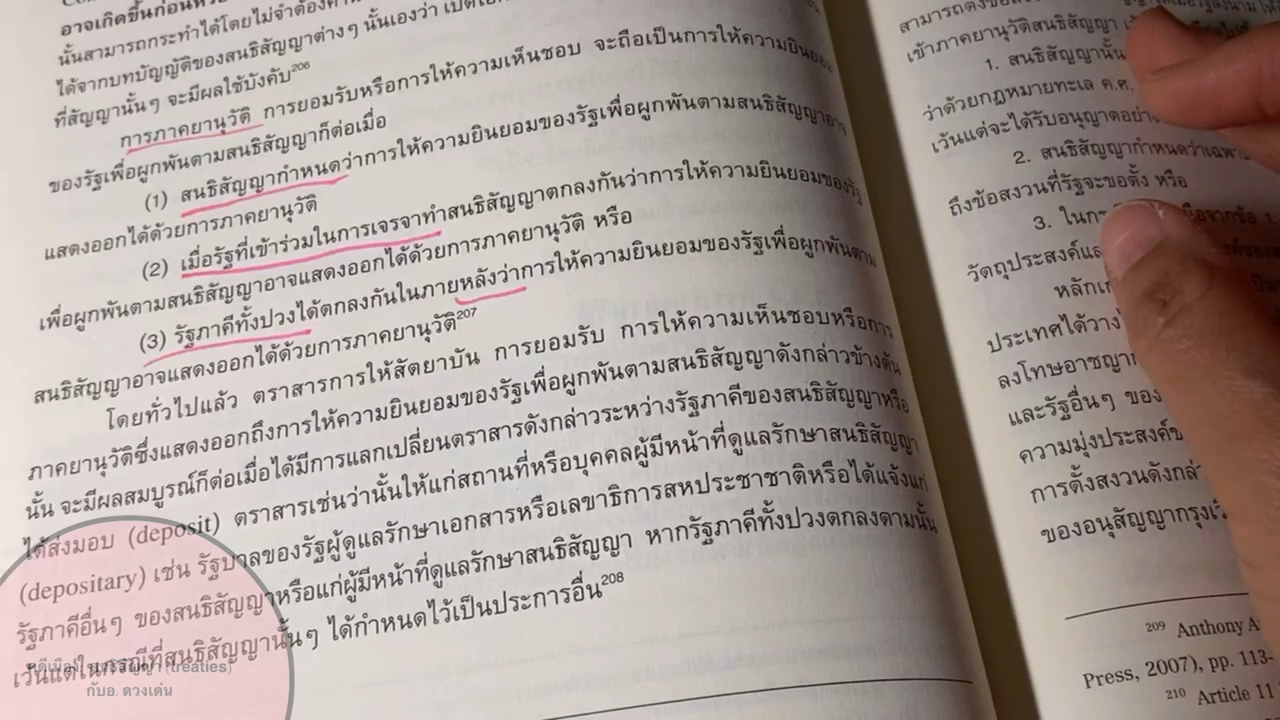 อาจเกิดขึ้นก่อน
นั้นสามารถกระทำได้โดยไม่จำต้อง
ได้จากบทบัญญัติของสนธิสัญญาต่างๆ นั้นเองว่า
ที่สัญญานั้นๆ จะมีผลใช้บังคับ206
การภาคยานุวัติ การยอมรับหรือการให้ความเห็นชอบ จะถือเป็นการให้ความยินยอม
ของรัฐเพื่อผูกพันตามสนธิสัญญาก็ต่อเมื่อ
(1) สนธิสัญญากำหนดว่าการให้ความยินยอมของรัฐเพื่อผูกพันตามสนธิสัญญาอาจ
แสดงออกได้ด้วยการภาคยานุวัติ
(2) เมื่อรัฐที่เข้าร่วมในการเจรจาทำสนธิสัญญาตกลงกันว่าการให้ความยินยอมของรัฐ
เพื่อผูกพันตามสนธิสัญญาอาจแสดงออกได้ด้วยการภาคยานุวัติ หรือ
(3) รัฐภาคีทั้งปวงได้ตกลงกันในภายหลังว่าการให้ความยินยอมของรัฐเพื่อผูกพันตาม
สนธิสัญญาอาจแสดงออกได้ด้วยการภาคยานุวัติ207
โดยทั่วไปแล้ว ตราสารการให้สัตยาบัน การยอมรับ การให้ความเห็นชอบหรือการ
ภาคยานุวัติซึ่งแสดงออกถึงการให้ความยินยอมของรัฐเพื่อผูกพันตามสนธิสัญญาดังกล่าวข้างต้น
นั้น จะมีผลสมบูรณ์ก็ต่อเมื่อได้มีการแลกเปลี่ยนตราสารดังกล่าวระหว่างรัฐภาคีของสนธิสัญญาหรือ
ได้ส่งมอบ (deposit) ตราสารเช่นว่านั้นให้แก่สถานที่หรือบุคคลผู้มีหน้าที่ดูแลรักษาสนธิสัญญา
(depositary) เช่น รัฐบาลของรัฐผู้ดูแลรักษาเอกสารหรือเลขาธิการสหประชาชาติหรือได้แจ้งแก่
รัฐภาคีอื่นๆ ของสนธิสัญญาหรือแก่ผู้มีหน้าที่ดูแลรักษาสนธิสัญญา หากรัฐภาคีทั้งปวงตกลงตามนั้น
เว้นแต่ในกรณีที่สนธิสัญญานั้นๆ ได้กำหนดไว้เป็นประการอื่น208
สนธิสัญญา (treaties)
กับอ. ดวงเด่น
เข้าภาคยานุวัติสนธิสัญญา
1. สนธิสัญญานั้น
ว่าด้วยกฎหมายทะเล ค.ศ.
เว้นแต่จะได้รับอนุญาตอย่าง
2. สนธิสัญญากำหนดว่าเฉพาะ
ถึงข้อสงวนที่รัฐจะขอตั้ง หรือ
3. ในกร ือจากข้อ 1.
วัตถุประสงค์แล
หลักเก
ประเทศได้วาง
ลงโทษอาชญา
และรัฐอื่นๆ ของ
ความมุ่งประสงค์
การตั้งสงวนดังกล่า
ของอนุสัญญากรุงเว
209 Anthony A
Press, 2007), pp. 113-
210 Article 11